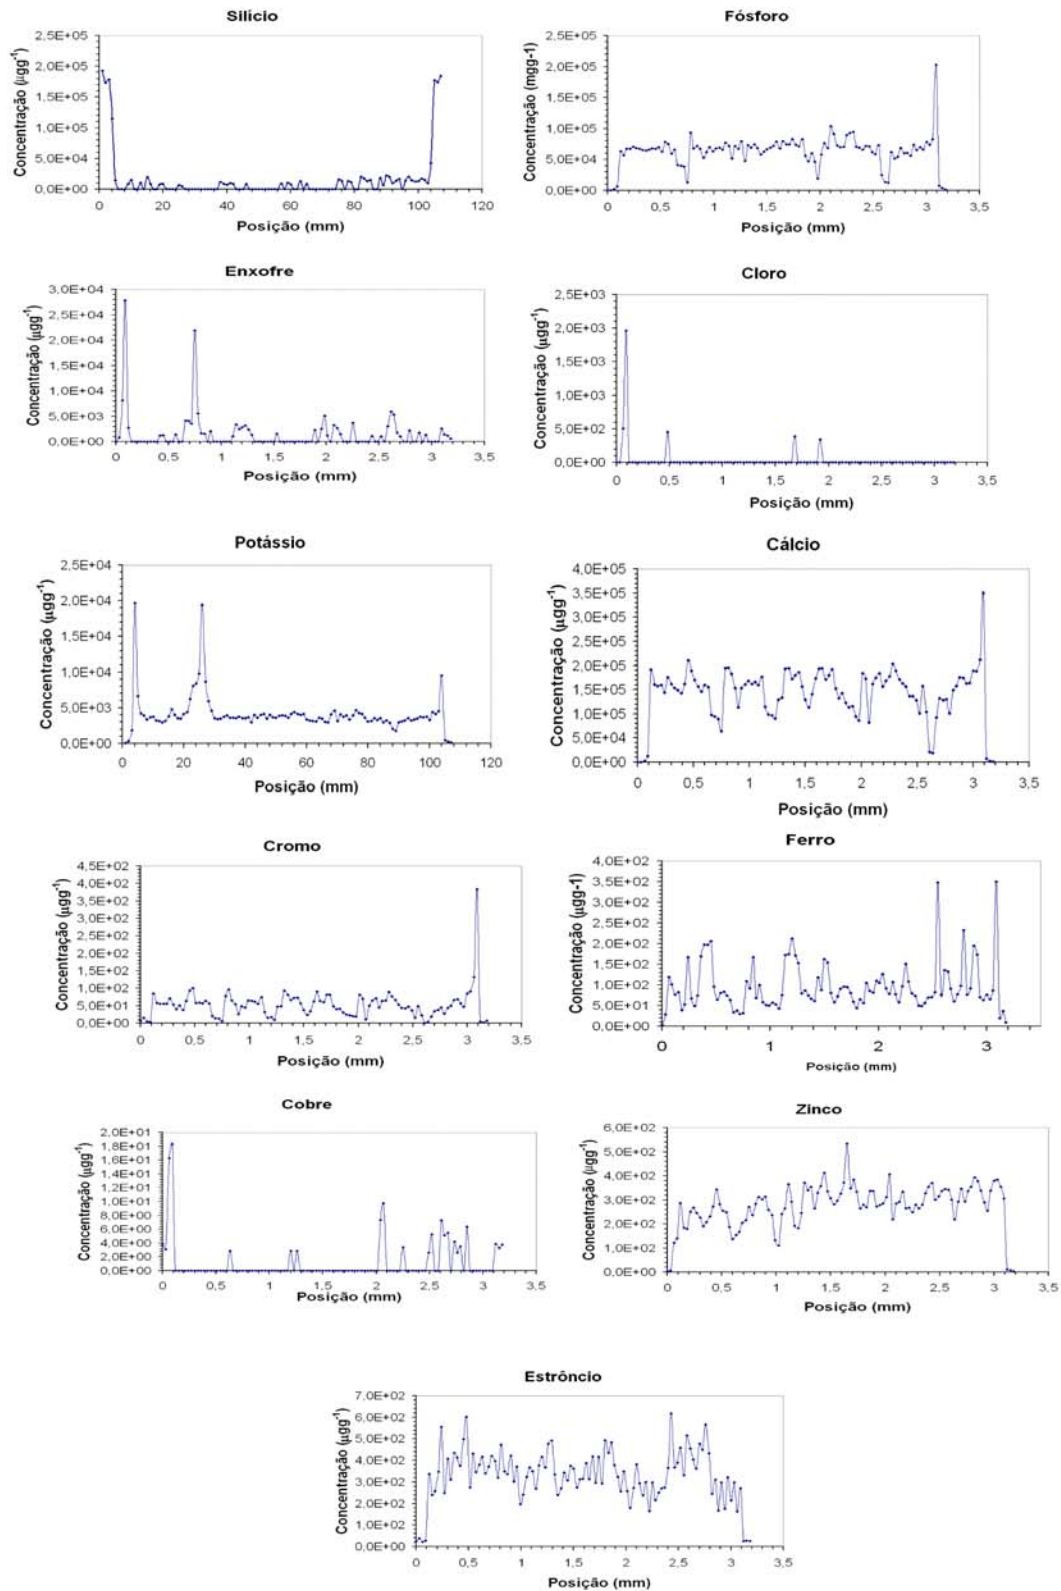 Silício
Concentração (µgg-1)
2,5E+05
2,0E+05
1,5E+05
1,0E+05
5,0E+04
0,0E+00
0 20 40 60 80 100 120
Posição (mm)
Fósforo
Concentração (mgg-1)
2,5E+05
2,0E+05
1,5E+05
1,0E+05
5,0E+04
0,0E+00
0 0,5 1 1,5 2 2,5 3 3,5
Posição (mm)
Enxofre
Concentração (µgg-1)
3,0E+04
2,5E+04
2,0E+04
1,5E+04
1,0E+04
5,0E+03
0,0E+00
0 0,5 1 1,5 2 2,5 3 3,5
Posição (mm)
Cloro
Concentração (µgg-1)
2,5E+03
2,0E+03
1,5E+03
1,0E+03
5,0E+02
0,0E+00
0 0,5 1 1,5 2 2,5 3 3,5
Posição (mm)
Potássio
Concentração (µgg-1)
2,5E+04
2,0E+04
1,5E+04
1,0E+04
5,0E+03
0,0E+00
0 20 40 60 80 100 120
Posição (mm)
Cálcio
Concentração (µgg-1)
4,0E+05
3,5E+05
3,0E+05
2,5E+05
2,0E+05
1,5E+05
1,0E+05
5,0E+04
0,0E+00
0 0,5 1 1,5 2 2,5 3 3,5
Posição (mm)
Cromo
Concentração (µgg-1)
4,5E+02
4,0E+02
3,5E+02
3,0E+02
2,5E+02
2,0E+02
1,5E+02
1,0E+02
5,0E+01
0,0E+00
0 0,5 1 1,5 2 2,5 3 3,5
Posição (mm)
Ferro
Concentração (µgg-1)
4,0E+02
3,5E+02
3,0E+02
2,5E+02
2,0E+02
1,5E+02
1,0E+02
5,0E+01
0,0E+00
0 1 2 3
Posição (mm)
Cobre
Concentração (µgg-1)
2,0E+01
1,8E+01
1,6E+01
1,4E+01
1,2E+01
1,0E+01
8,0E+00
6,0E+00
4,0E+00
2,0E+00
0,0E+00
0 0,5 1 1,5 2 2,5 3 3,5
Posição (mm)
Zinco
Concentração (µgg-1)
6,0E+02
5,0E+02
4,0E+02
3,0E+02
2,0E+02
1,0E+02
0,0E+00
0 0,5 1 1,5 2 2,5 3 3,5
Posição (mm)
Estrôncio
Concentração (µgg-1)
7,0E+02
6,0E+02
5,0E+02
4,0E+02
3,0E+02
2,0E+02
1,0E+02
0,0E+00
0 0,5 1 1,5 2 2,5 3 3,5
Posição (mm)